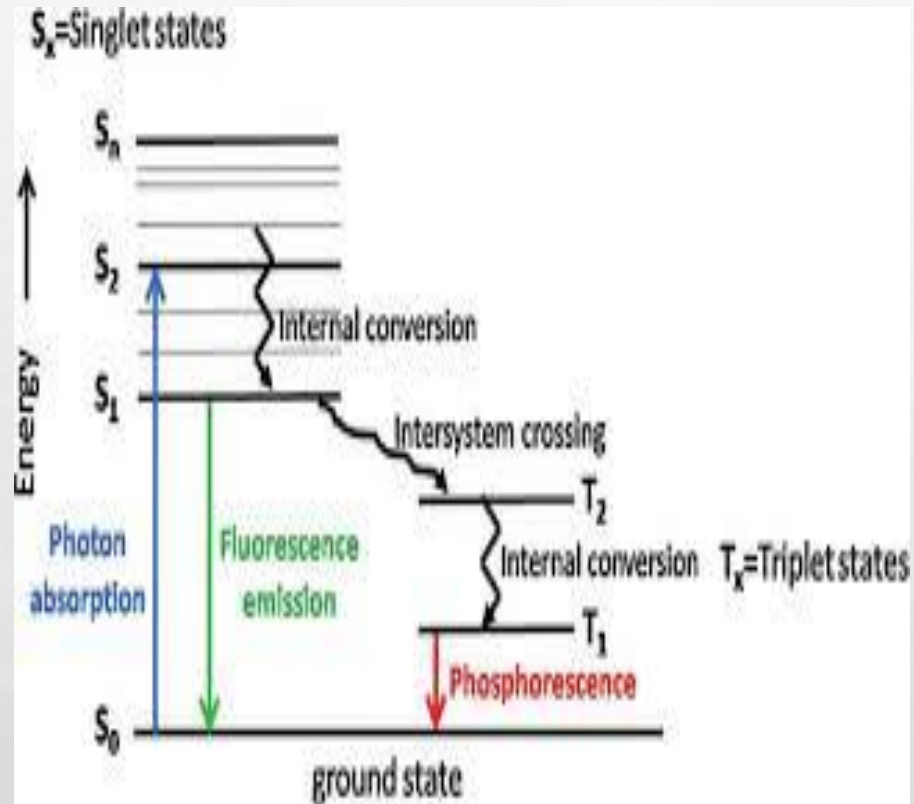 Sx=Singlet states
Sn
S2
Internal conversion
S1
Energy
Intersystem crossing
T2
Photon
absorption
Fluorescence
emission
Internal conversion
Tx=Triplet states
T1
Phosphorescence
S0
ground state